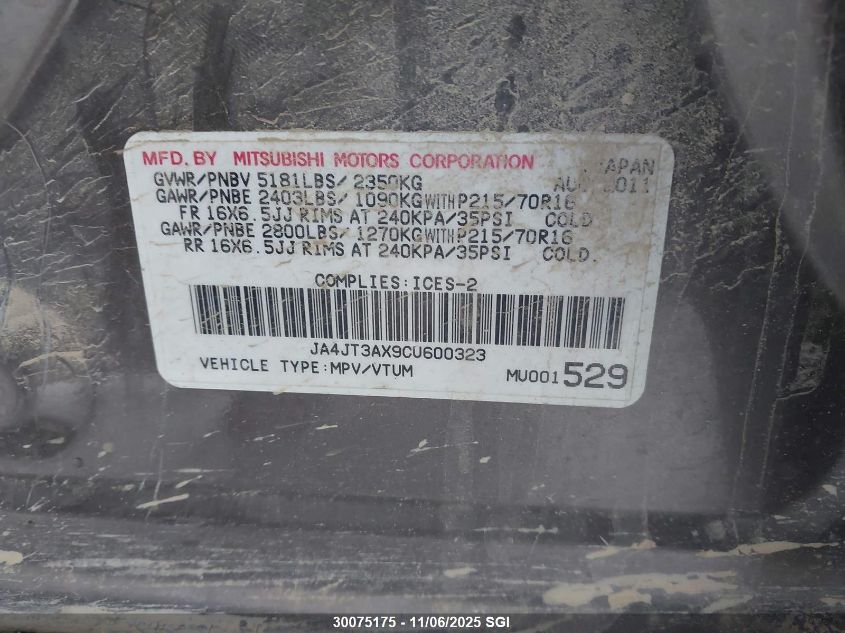 MFD. BY MITSUBISHI MOTORS CORPORATION JAPAN
GVWR/PNBV 5181LBS/ 2350KG 2011
GAWR/PNBE 2403LBS/ 1090KG WITH P215/70R16
FR 16X6.5JJ RIMS AT 240KPA/35PSI COLD
GAWR/PNBE 2800LBS/ 1270KG WITH P215/70R16
RR 16X6.5JJ RIMS AT 240KPA/35PSI COLD.
COMPLIES:ICES-2
JA4JT3AX9CU600323
VEHICLE TYPE:MPV/VTUM MU001 529
30075175 - 11/06/2025 SGI